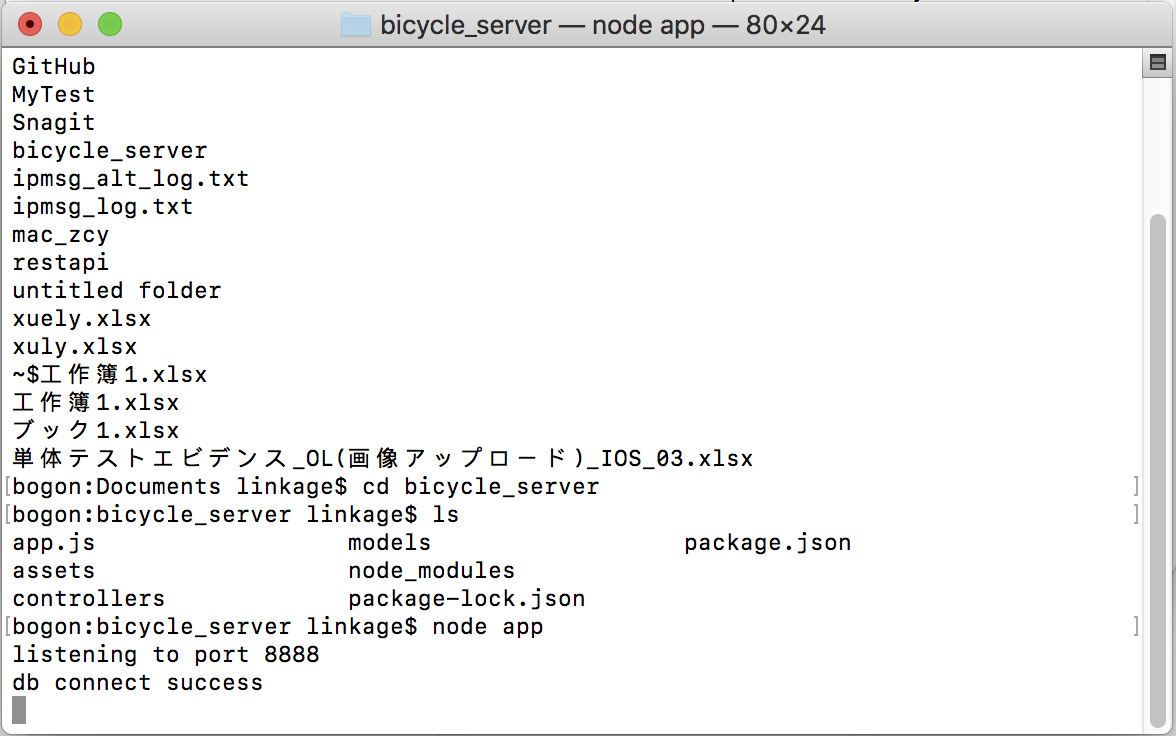 bicycle_server — node app — 80×24
GitHub
MyTest
Snagit
bicycle_server
ipmsg_alt_log.txt
ipmsg_log.txt
mac_zcy
restapi
untitled folder
xuely.xlsx
xuly.xlsx
~$工作簿1.xlsx
工作簿1.xlsx
ブック1.xlsx
単体テストエビデンス_OL(画像アップロード)_IOS_03.xlsx
[bogon:Documents linkage$ cd bicycle_server ]
[bogon:bicycle_server linkage$ ls ]
app.js models package.json
assets node_modules
controllers package-lock.json
[bogon:bicycle_server linkage$ node app ]
listening to port 8888
db connect success